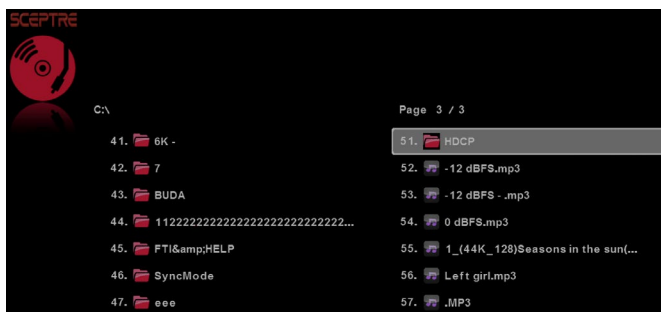 SCEPTRE
C:\
41. 6K -
42. 7
43. BUDA
44. 11222222222222222222222222222...
45. FTI&amp;HELP
46. SyncMode
47. eee
Page 3 / 3
51. HDCP
52. -12 dBFS.mp3
53. -12 dBFS - .mp3
54. 0 dBFS.mp3
55. 1_(44K_128)Seasons in the sun(...
56. Left girl.mp3
57. .MP3